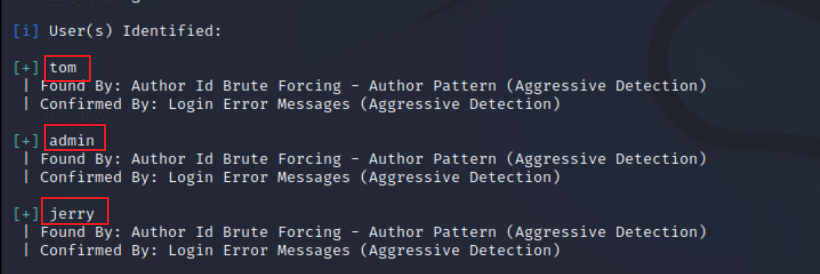 [i] User(s) Identified:
[+] tom
| Found By: Author Id Brute Forcing - Author Pattern (Aggressive Detection)
| Confirmed By: Login Error Messages (Aggressive Detection)
[+] admin
| Found By: Author Id Brute Forcing - Author Pattern (Aggressive Detection)
| Confirmed By: Login Error Messages (Aggressive Detection)
[+] jerry
| Found By: Author Id Brute Forcing - Author Pattern (Aggressive Detection)
| Confirmed By: Login Error Messages (Aggressive Detection)